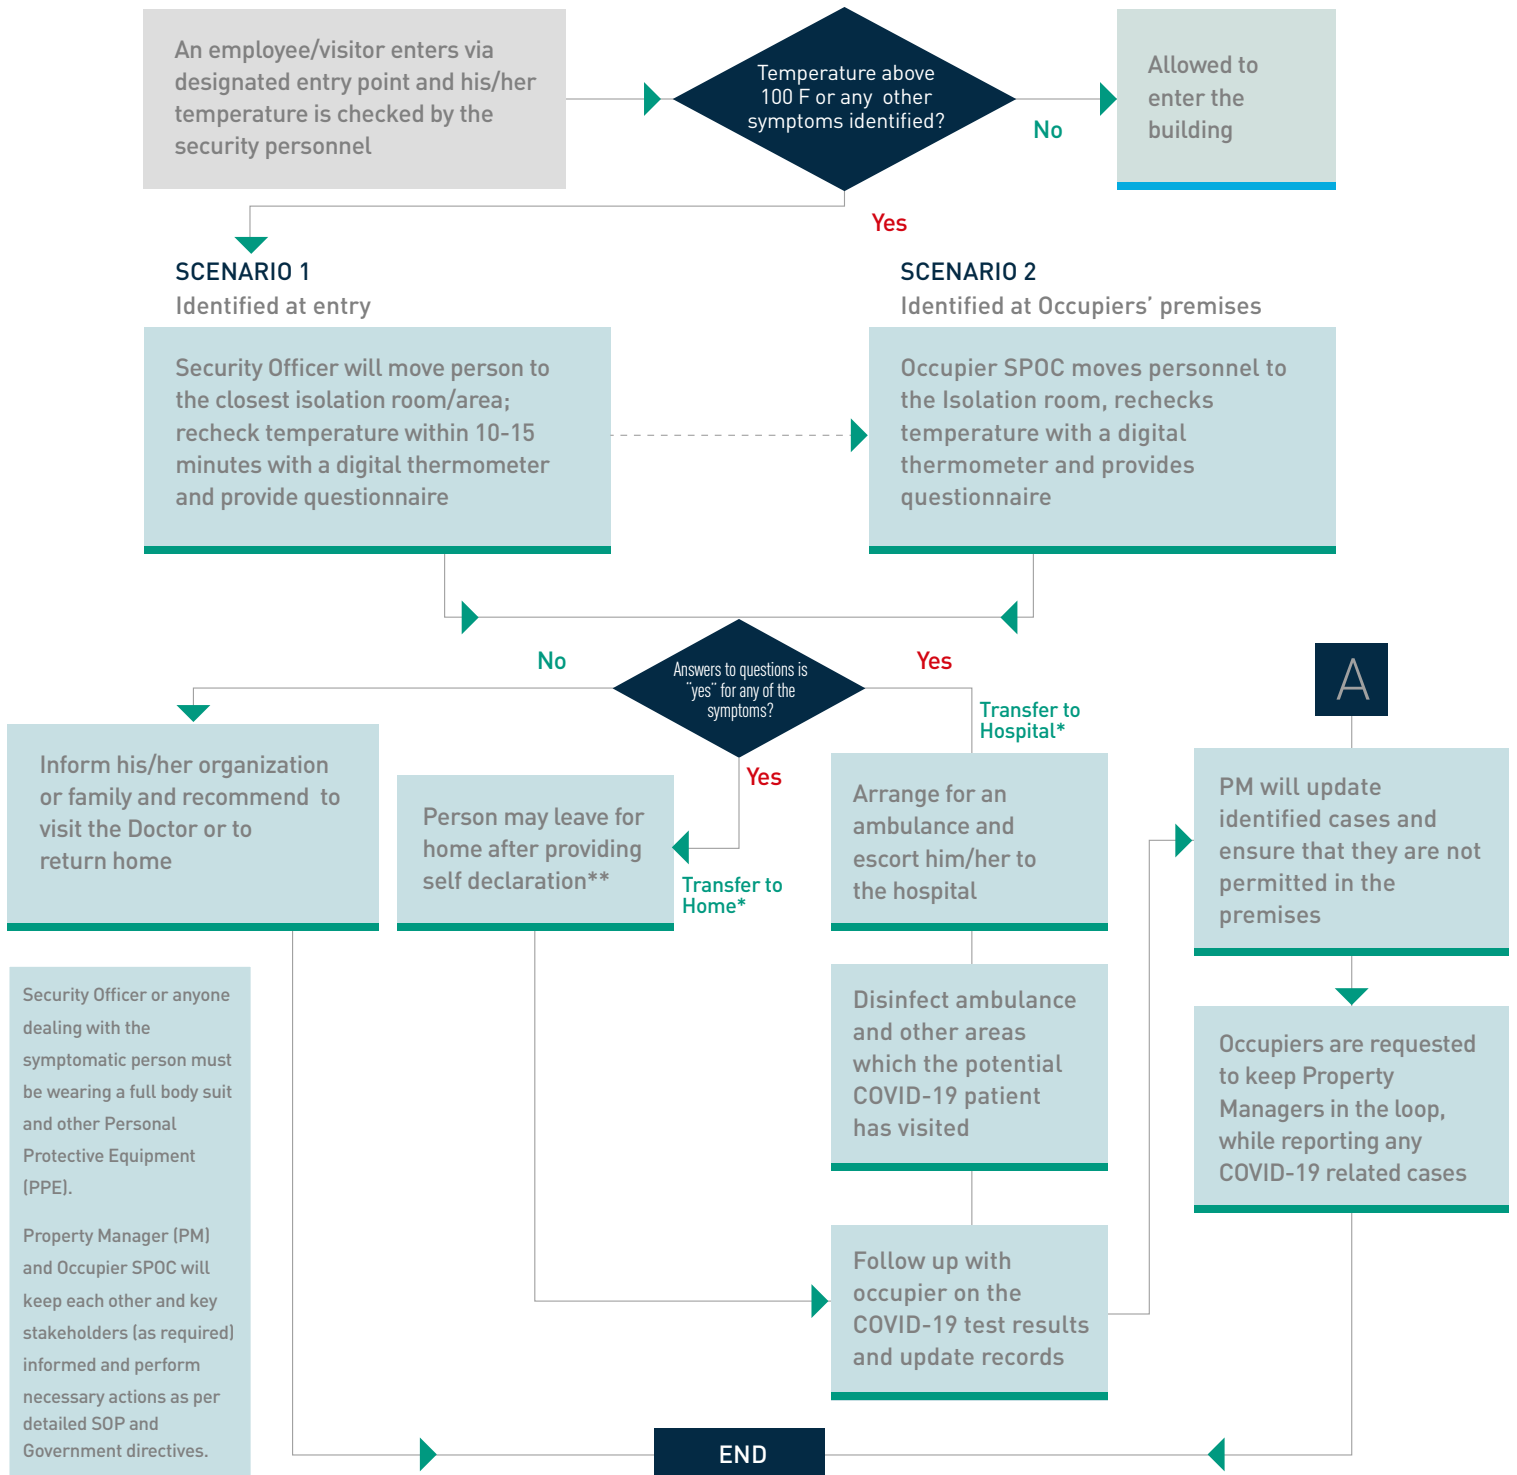 An employee/visitor enters via
designated entry point and his/her
temperature is checked by the
security personnel
Temperature above
100 F or any other
symptoms identified?
No
Allowed to
enter the
building
Yes
SCENARIO 1
Identified at entry
Security Officer will move person to
the closest isolation room/area;
recheck temperature within 10-15
minutes with a digital thermometer
and provide questionnaire
SCENARIO 2
Identified at Occupiers’ premises
Occupier SPOC moves personnel to
the Isolation room, rechecks
temperature with a digital
thermometer and provides
questionnaire
No
Answers to questions is
“yes” for any of the
symptoms?
Yes
Transfer to
Hospital*
Yes
Transfer to
Home*
Inform his/her organization
or family and recommend to
visit the Doctor or to
return home
Person may leave for
home after providing
self declaration**
Arrange for an
ambulance and
escort him/her to
the hospital
A
PM will update
identified cases and
ensure that they are not
permitted in the
premises
Disinfect ambulance
and other areas
which the potential
COVID-19 patient
has visited
Occupiers are requested
to keep Property
Managers in the loop,
while reporting any
COVID-19 related cases
Follow up with
occupier on the
COVID-19 test results
and update records
Security Officer or anyone
dealing with the
symptomatic person must
be wearing a full body suit
and other Personal
Protective Equipment
(PPE).
Property Manager (PM)
and Occupier SPOC will
keep each other and key
stakeholders (as required)
informed and perform
necessary actions as per
detailed SOP and
Government directives.
END